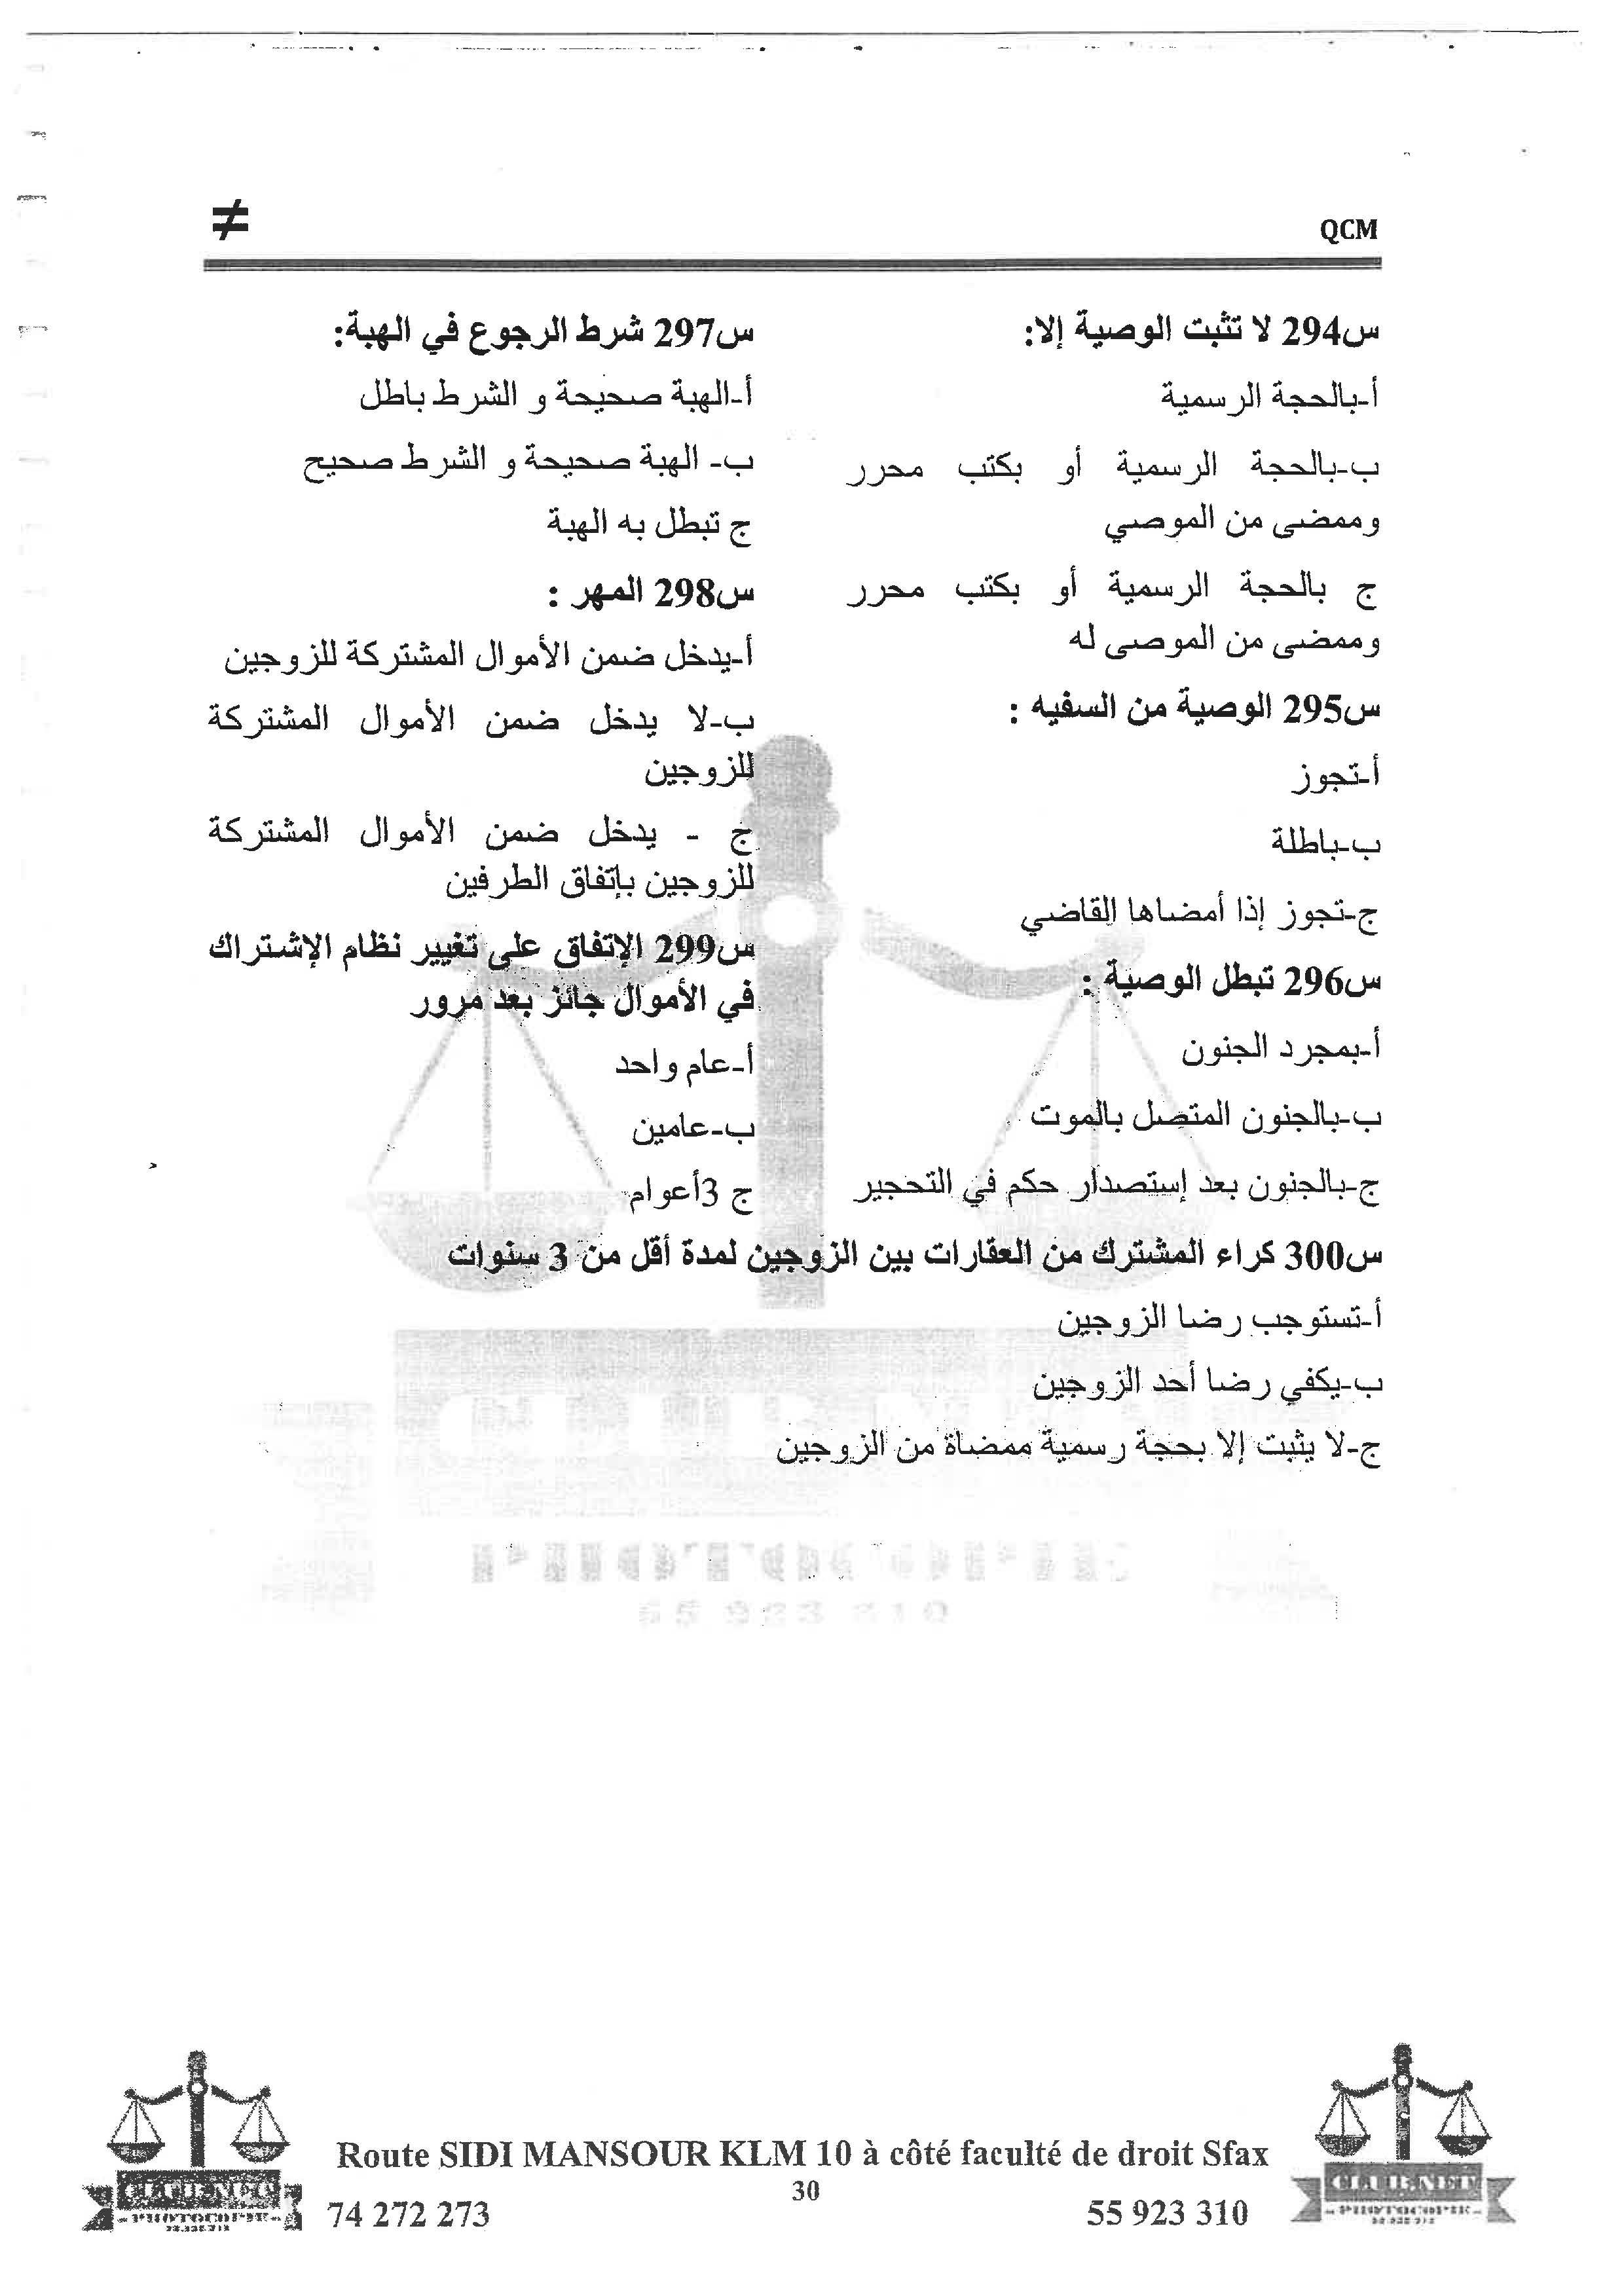 QCM
≠
س294 لا تثبت الوصية إلا:
أ-بالحجة الرسمية
ب-بالحجة الرسمية أو بكتب محرر
وممضى من الموصي
ج بالحجة الرسمية أو بكتب محرر
وممضى من الموصى له
س295 الوصية من السفيه :
أ-تجوز
ب-باطلة
ج-تجوز إذا أمضاها القاضي
س296 تبطل الوصية :
أ-بمجرد الجنون
ب-بالجنون المتصل بالموت
ج-بالجنون بعد إستصدار حكم في التحجير
س297 شرط الرجوع في الهبة:
أ-الهبة صحيحة و الشرط باطل
ب- الهبة صحيحة و الشرط صحيح
ج تبطل به الهبة
س298 المهر :
أ-يدخل ضمن الأموال المشتركة للزوجين
ب-لا يدخل ضمن الأموال المشتركة
للزوجين
ج - يدخل ضمن الأموال المشتركة
للزوجين بإتفاق الطرفين
س299 الإتفاق على تغيير نظام الإشتراك
في الأموال جائز بعد مرور
أ-عام واحد
ب-عامين
ج 3أعوام
س300 كراء المشترك من العقارات بين الزوجين لمدة أقل من 3 سنوات
أ-تستوجب رضا الزوجين
ب-يكفي رضا أحد الزوجين
ج-لا يثبت إلا بحجة رسمية ممضاة من الزوجين
Route SIDI MANSOUR KLM 10 à côté faculté de droit Sfax
30
74 272 273
55 923 310
CLUB.NET
PHOTOCOPIE